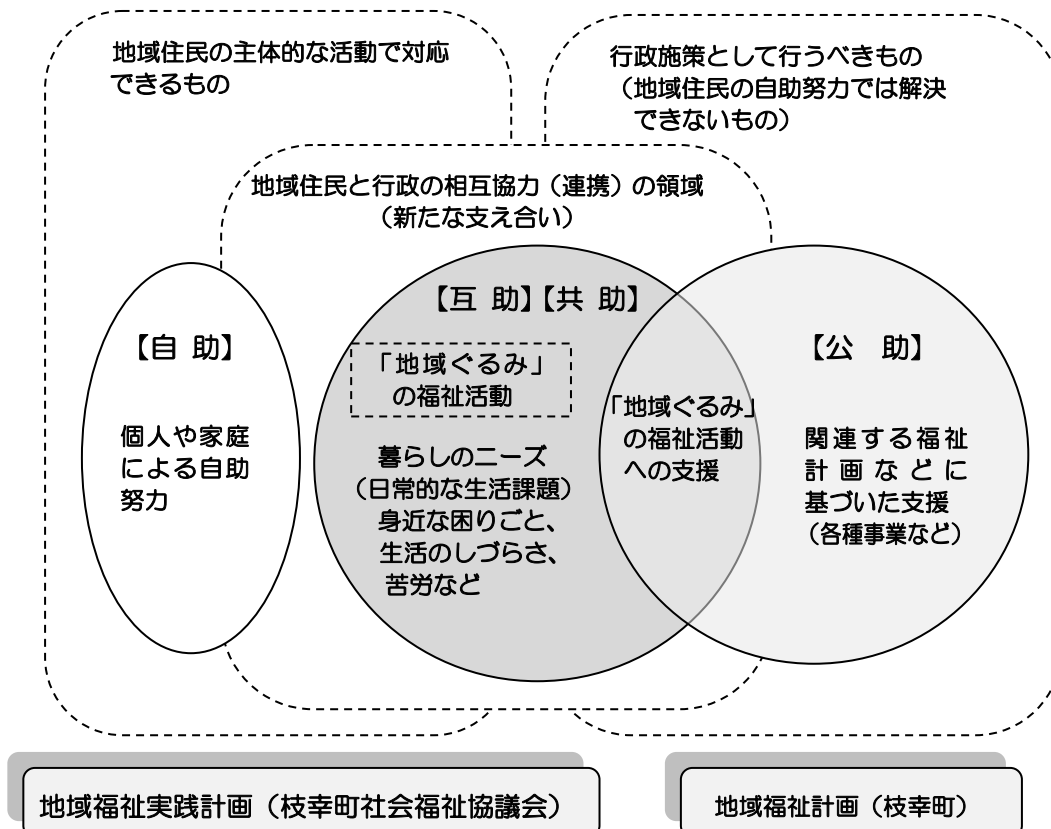 地域住民の主体的な活動で対応
できるもの
行政施策として行うべきもの
（地域住民の自助努力では解決
できないもの）
地域住民と行政の相互協力（連携）の領域
（新たな支え合い）
【自 助】
個人や家庭
による自助
努力
【互 助】【共 助】
「地域ぐるみ」
の福祉活動
暮らしのニーズ
（日常的な生活課題）
身近な困りごと、
生活のしづらさ、
苦労など
「地域ぐるみ」
の福祉活動
への支援
【公　助】
関連する福祉
計画などに
基づいた支援
（各種事業など）
地域福祉実践計画（枝幸町社会福祉協議会）
地域福祉計画（枝幸町）